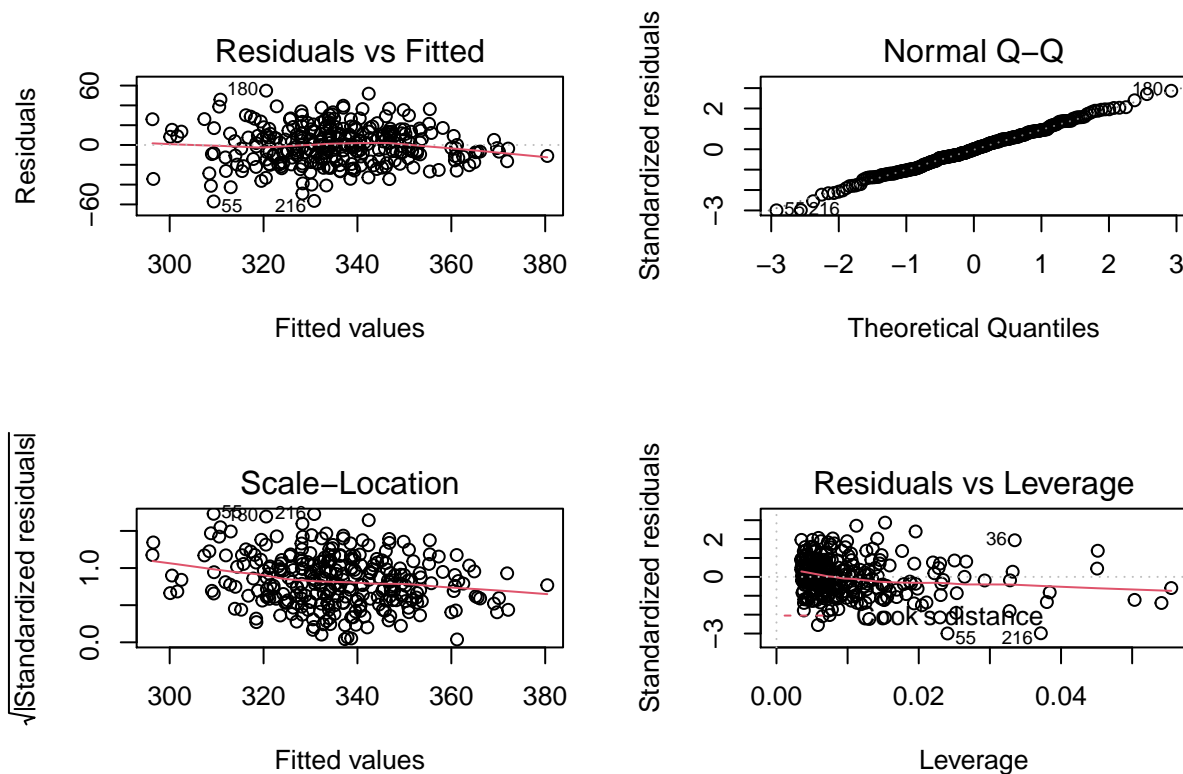 Residuals vs Fitted
Residuals
60
0
−60
180
55
216
300 320 340 360 380
Fitted values
Normal Q−Q
Standardized residuals
2
0
−3
180
55
216
−3 −2 −1 0 1 2 3
Theoretical Quantiles
Scale−Location
√|Standardized residuals|
1.0
0.0
55
180
216
300 320 340 360 380
Fitted values
Residuals vs Leverage
Standardized residuals
2
0
−3
36
Cook's distance
55
216
0.00 0.02 0.04
Leverage